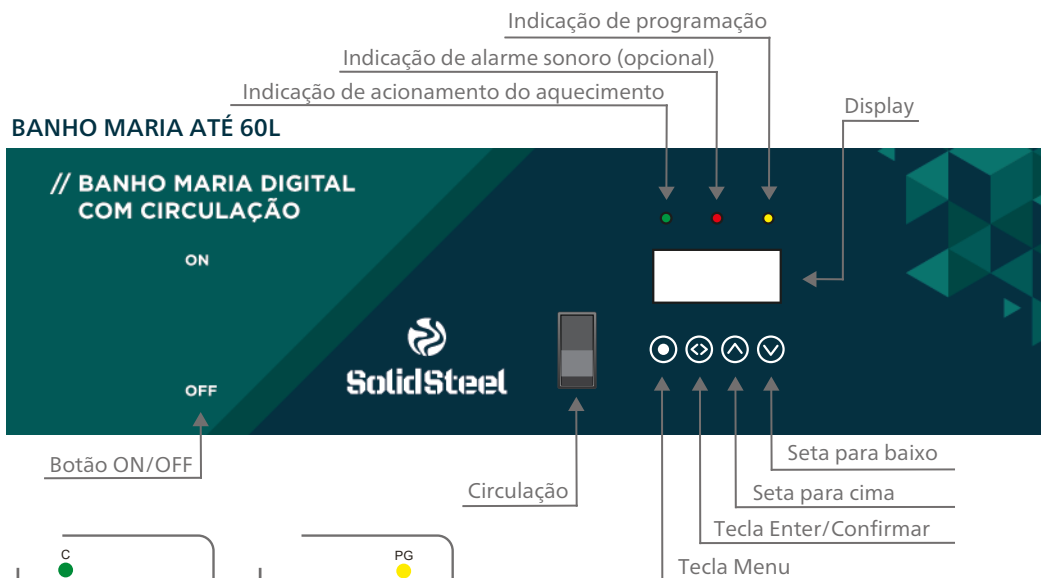 Indicação de programação
Indicação de alarme sonoro (opcional)
Indicação de acionamento do aquecimento
Display
BANHO MARIA ATÉ 60L
// BANHO MARIA DIGITAL
COM CIRCULAÇÃO
ON
SolidSteel
OFF
Botão ON/OFF
Seta para baixo
Circulação
Seta para cima
Tecla Enter/Confirmar
Tecla Menu
C
PG